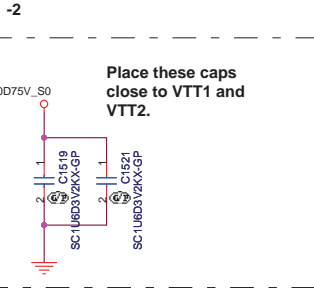 -2
Place these caps
close to VTT1 and
VTT2.
0D75V_S0
1
1
C1519
SC1U6D3V2KX-GP
C1521
SC1U6D3V2KX-GP
2
2